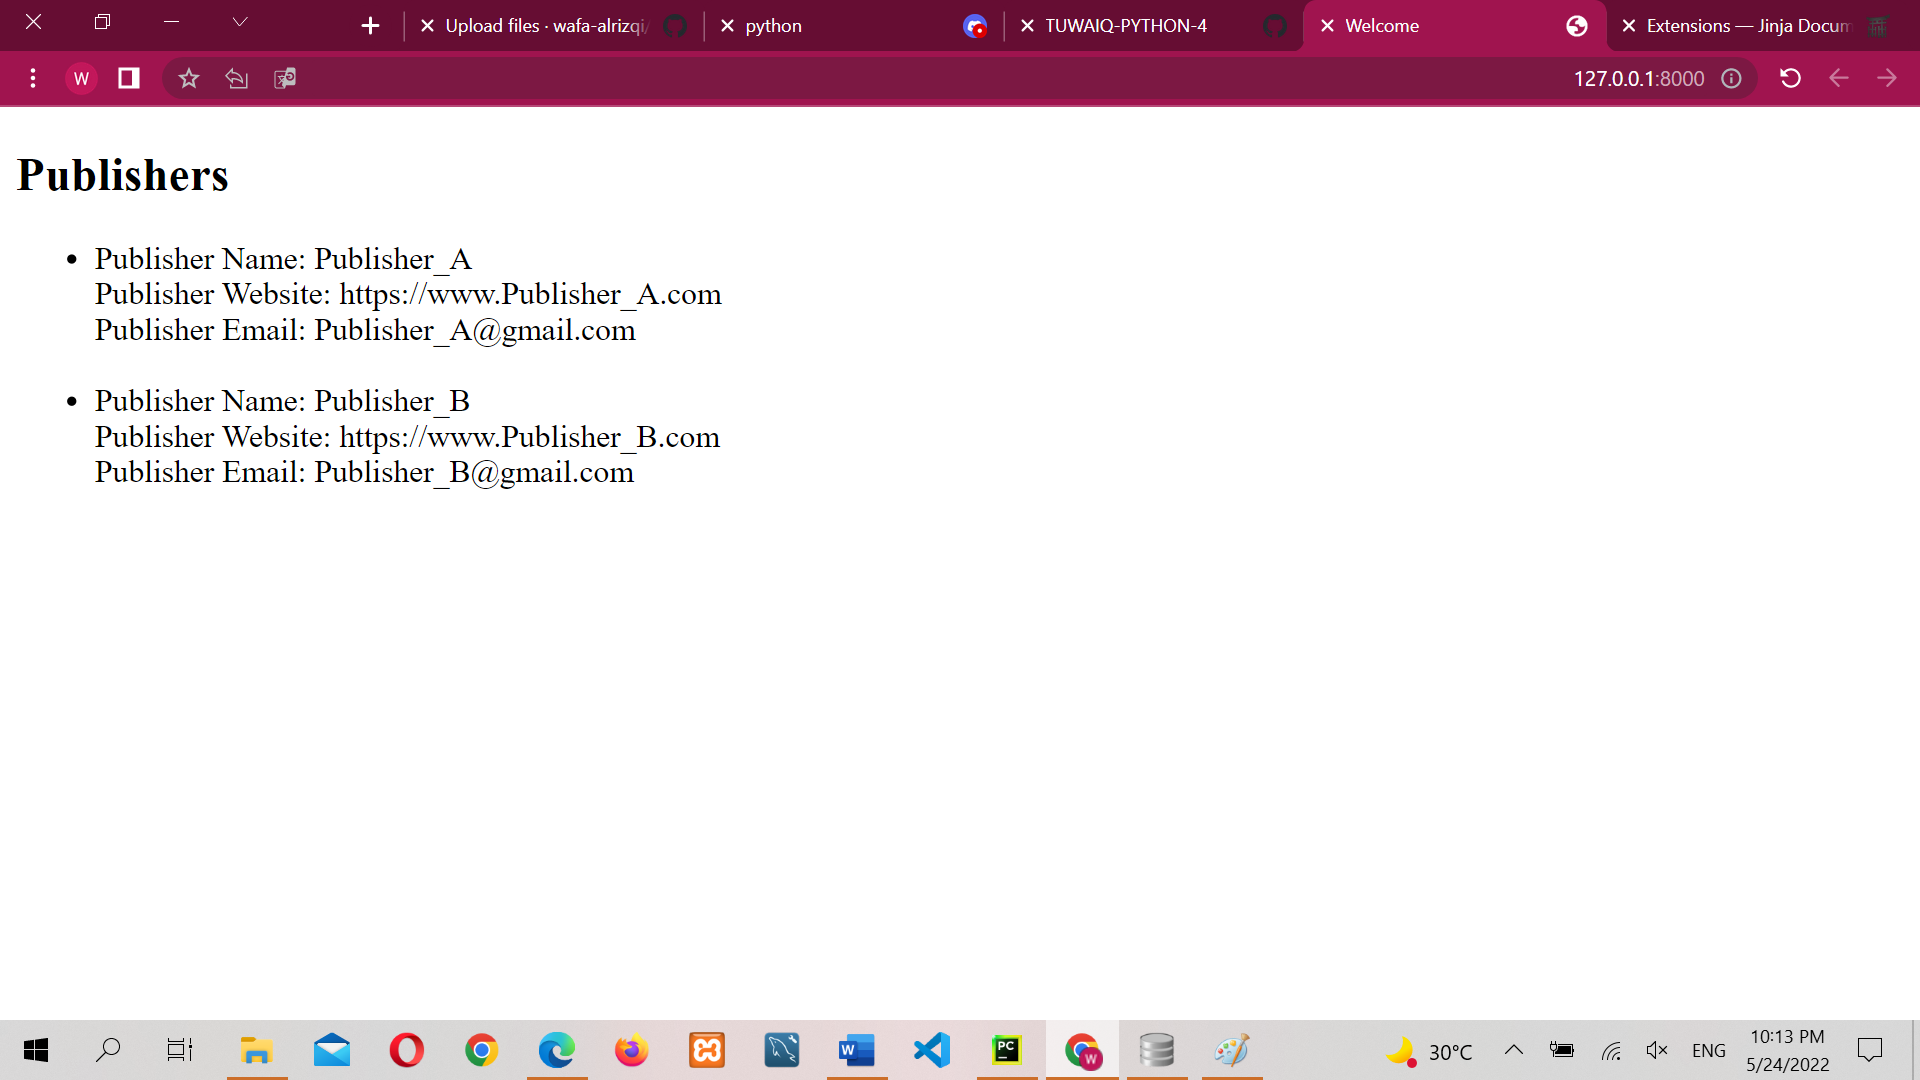 Upload files · wafa-alrizqi/
python
TUWAIQ-PYTHON-4
Welcome
Extensions — Jinja Docum
W
127.0.0.1:8000
Publishers
• Publisher Name: Publisher_A
Publisher Website: https://www.Publisher_A.com
Publisher Email: Publisher_A@gmail.com
• Publisher Name: Publisher_B
Publisher Website: https://www.Publisher_B.com
Publisher Email: Publisher_B@gmail.com
W
PC
W
30°C
ENG
10:13 PM
5/24/2022